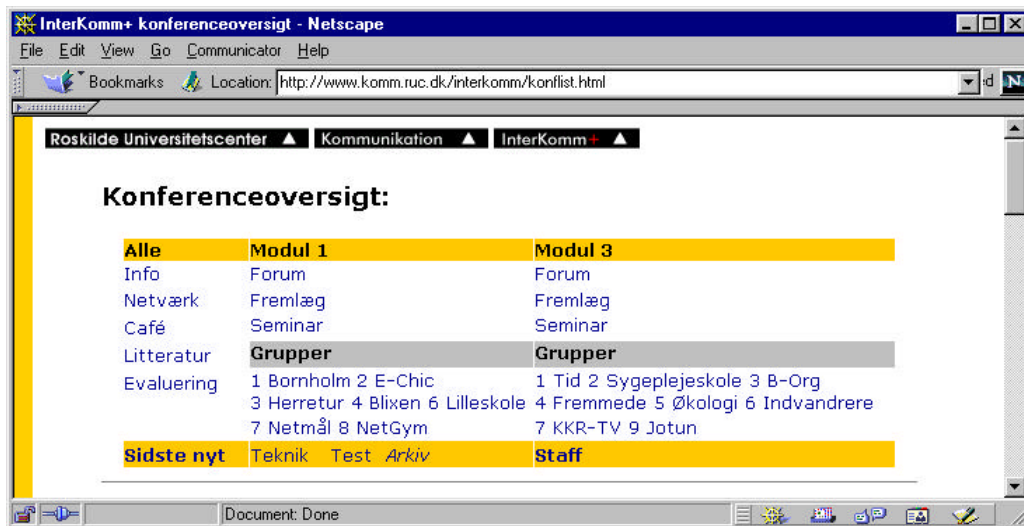 InterKomm+ konferenceoversigt - Netscape
File Edit View Go Communicator Help
Bookmarks Location: http://www.komm.ruc.dk/interkomm/konflist.html
Roskilde Universitetscenter Kommunikation InterKomm+
Konferenceoversigt:
Alle Modul 1 Modul 3
Info Forum Forum
Netværk Fremlæg Fremlæg
Café Seminar Seminar
Litteratur Grupper Grupper
Evaluering 1 Bornholm 2 E-Chic 1 Tid 2 Sygeplejeskole 3 B-Org
3 Herretur 4 Blixen 6 Lilleskole 4 Fremmede 5 Økologi 6 Indvandrere
7 Netmål 8 NetGym 7 KKR-TV 9 Jotun
Sidste nyt Teknik Test Arkiv Staff
Document: Done